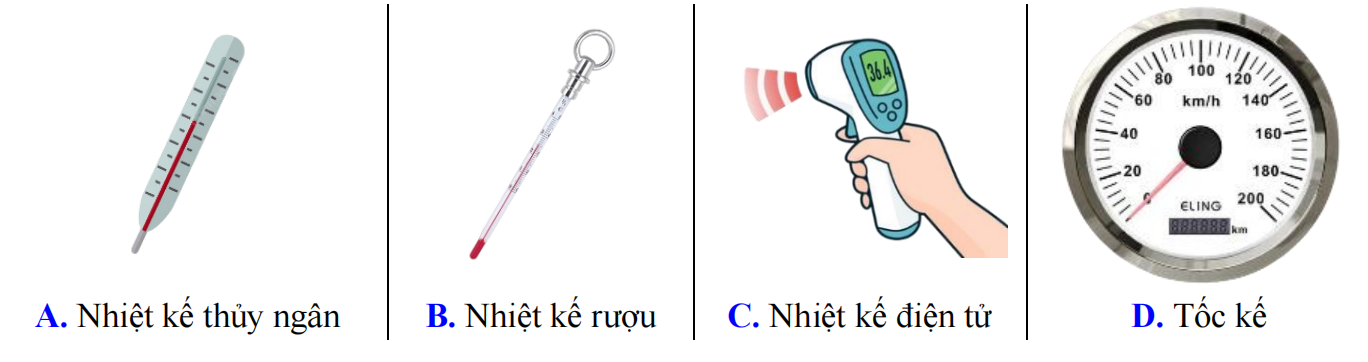 36.4
100
80
120
60
km/h
140
40
160
20
180
0
ELING
200
888888 km
A. Nhiệt kế thủy ngân
B. Nhiệt kế rượu
C. Nhiệt kế điện tử
D. Tốc kế